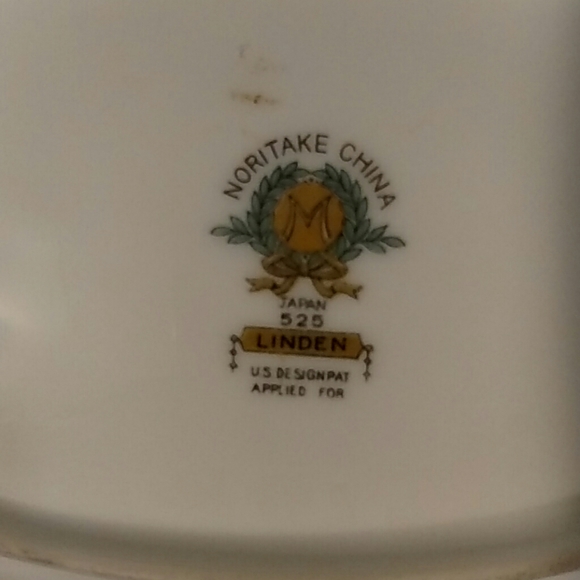 NORITAKE CHINA
M
JAPAN
525
LINDEN
U.S. DESIGN PAT
APPLIED FOR